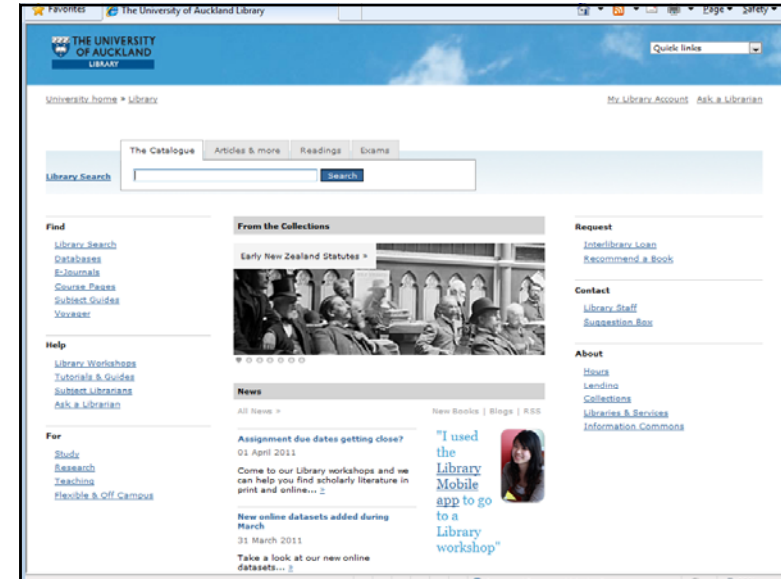 Favorites
The University of Auckland Library
Page
Safety
THE UNIVERSITY
OF AUCKLAND
LIBRARY
Quick links
University home » Library
My Library Account
Ask a Librarian
The Catalogue
Articles & more
Readings
Exams
Library Search
Search
Find
Library Search
Databases
E-Journals
Course Pages
Subject Guides
Voyager
Help
Library Workshops
Tutorials & Guides
Subject Librarians
Ask a Librarian
For
Study
Research
Teaching
Flexible & Off Campus
From the Collections
Early New Zealand Statutes »
News
All News »
New Books | Blogs | RSS
Assignment due dates getting close?
01 April 2011
Come to our Library workshops and we
can help you find scholarly literature in
print and online... »
New online datasets added during
March
31 March 2011
Take a look at our new online
datasets... »
"I used
the
Library
Mobile
app to go
to a
Library
workshop"
Request
Interlibrary Loan
Recommend a Book
Contact
Library Staff
Suggestion Box
About
Hours
Lending
Collections
Libraries & Services
Information Commons